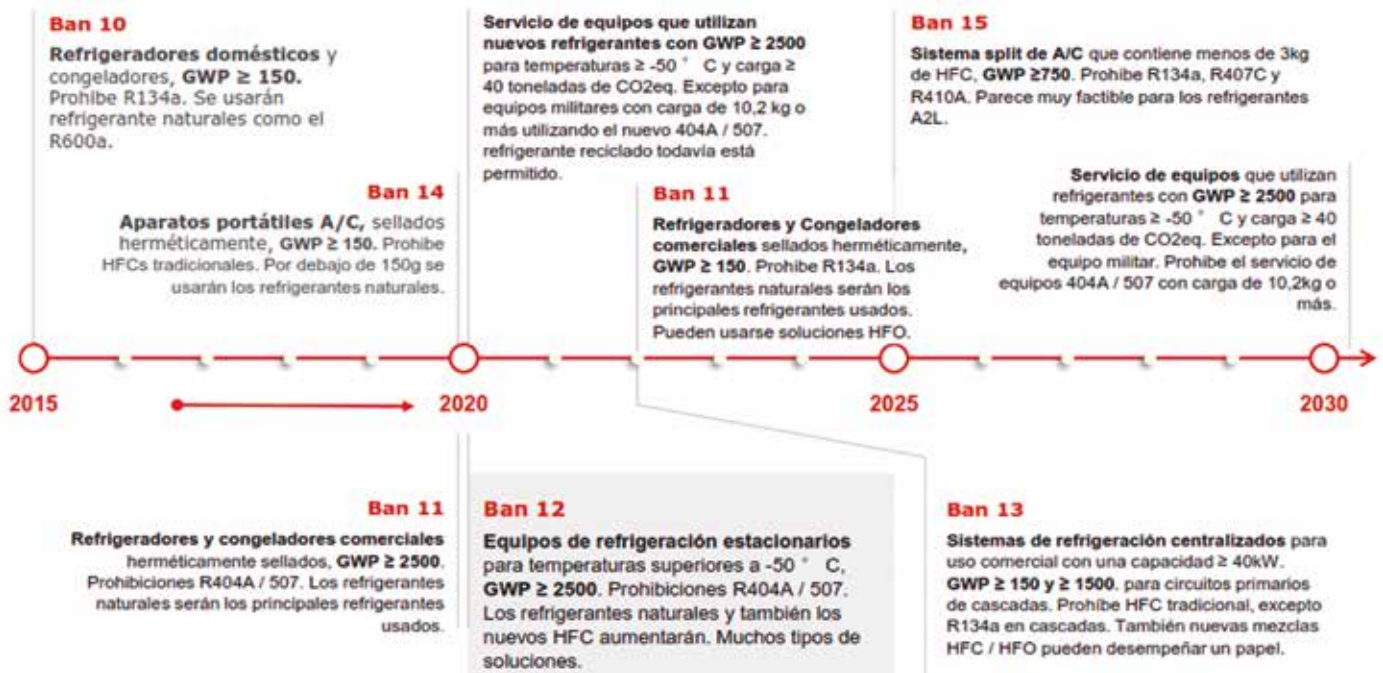 Ban 10
Refrigeradores domésticos y
congeladores, GWP ≥ 150.
Prohibe R134a. Se usarán
refrigerante naturales como el
R600a.
Ban 14
Aparatos portátiles A/C, sellados
herméticamente, GWP ≥ 150. Prohibe
HFCs tradicionales. Por debajo de 150g se
usarán los refrigerantes naturales.
Servicio de equipos que utilizan
nuevos refrigerantes con GWP ≥ 2500
para temperaturas ≥ -50 ° C y carga ≥
40 toneladas de CO2eq. Excepto para
equipos militares con carga de 10,2 kg o
más utilizando el nuevo 404A / 507.
refrigerante reciclado todavía está
permitido.
Ban 11
Refrigeradores y Congeladores
comerciales sellados herméticamente,
GWP ≥ 150. Prohibe R134a. Los
refrigerantes naturales serán los
principales refrigerantes usados.
Pueden usarse soluciones HFO.
Ban 15
Sistema split de A/C que contiene menos de 3kg
de HFC, GWP ≥750. Prohibe R134a, R407C y
R410A. Parece muy factible para los refrigerantes
A2L.
Servicio de equipos que utilizan
refrigerantes con GWP ≥ 2500 para
temperaturas ≥ -50 ° C y carga ≥ 40
toneladas de CO2eq. Excepto para el
equipo militar. Prohibe el servicio de
equipos 404A / 507 con carga de 10,2kg o
más.
2015
2020
2025
2030
Ban 11
Refrigeradores y congeladores comerciales
herméticamente sellados, GWP ≥ 2500.
Prohibiciones R404A / 507. Los refrigerantes
naturales serán los principales refrigerantes
usados.
Ban 12
Equipos de refrigeración estacionarios
para temperaturas superiores a -50 ° C,
GWP ≥ 2500. Prohibiciones R404A / 507.
Los refrigerantes naturales y también los
nuevos HFC aumentarán. Muchos tipos de
soluciones.
Ban 13
Sistemas de refrigeración centralizados para
uso comercial con una capacidad ≥ 40kW.
GWP ≥ 150 y ≥ 1500. para circuitos primarios
de cascadas. Prohíbe HFC tradicional, excepto
R134a en cascadas. También nuevas mezclas
HFC / HFO pueden desempeñar un papel.